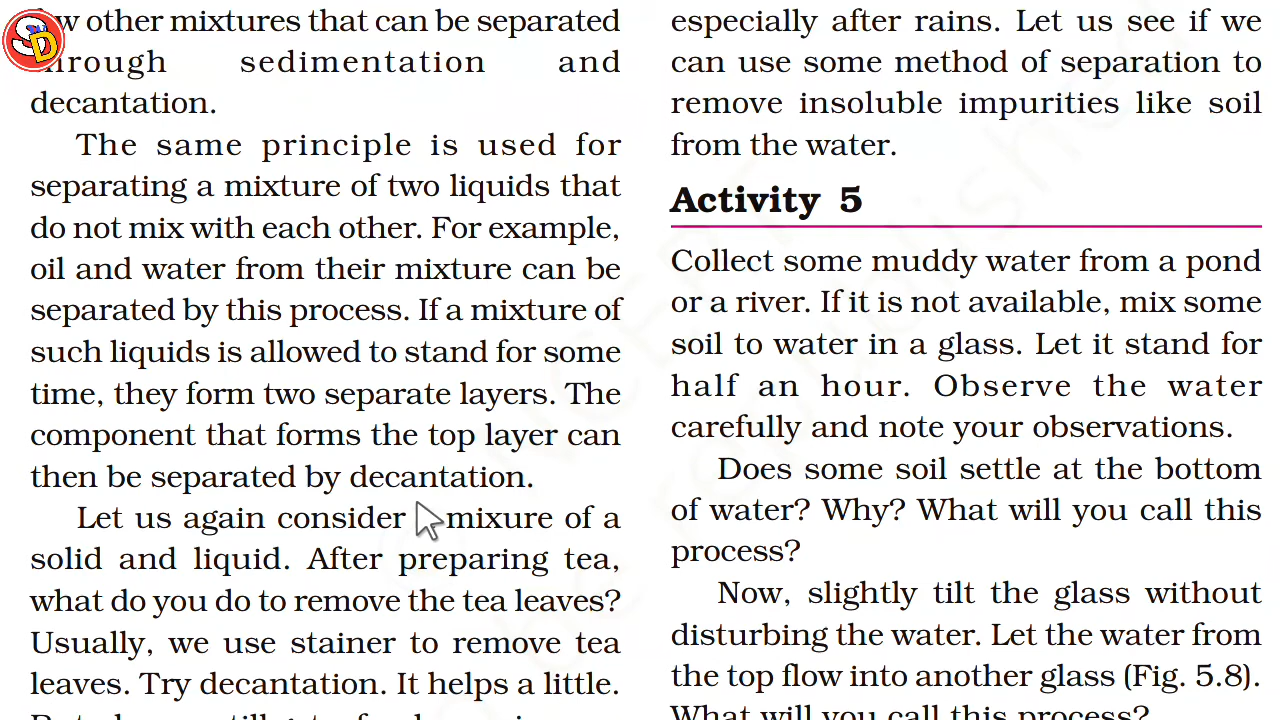 SD
other mixtures that can be separated
through sedimentation and
decantation.
The same principle is used for
separating a mixture of two liquids that
do not mix with each other. For example,
oil and water from their mixture can be
separated by this process. If a mixture of
such liquids is allowed to stand for some
time, they form two separate layers. The
component that forms the top layer can
then be separated by decantation.
Let us again consider mixure of a
solid and liquid. After preparing tea,
what do you do to remove the tea leaves?
Usually, we use stainer to remove tea
leaves. Try decantation. It helps a little.
especially after rains. Let us see if we
can use some method of separation to
remove insoluble impurities like soil
from the water.
Activity 5
Collect some muddy water from a pond
or a river. If it is not available, mix some
soil to water in a glass. Let it stand for
half an hour. Observe the water
carefully and note your observations.
Does some soil settle at the bottom
of water? Why? What will you call this
process?
Now, slightly tilt the glass without
disturbing the water. Let the water from
the top flow into another glass (Fig. 5.8).
What will you call this process?